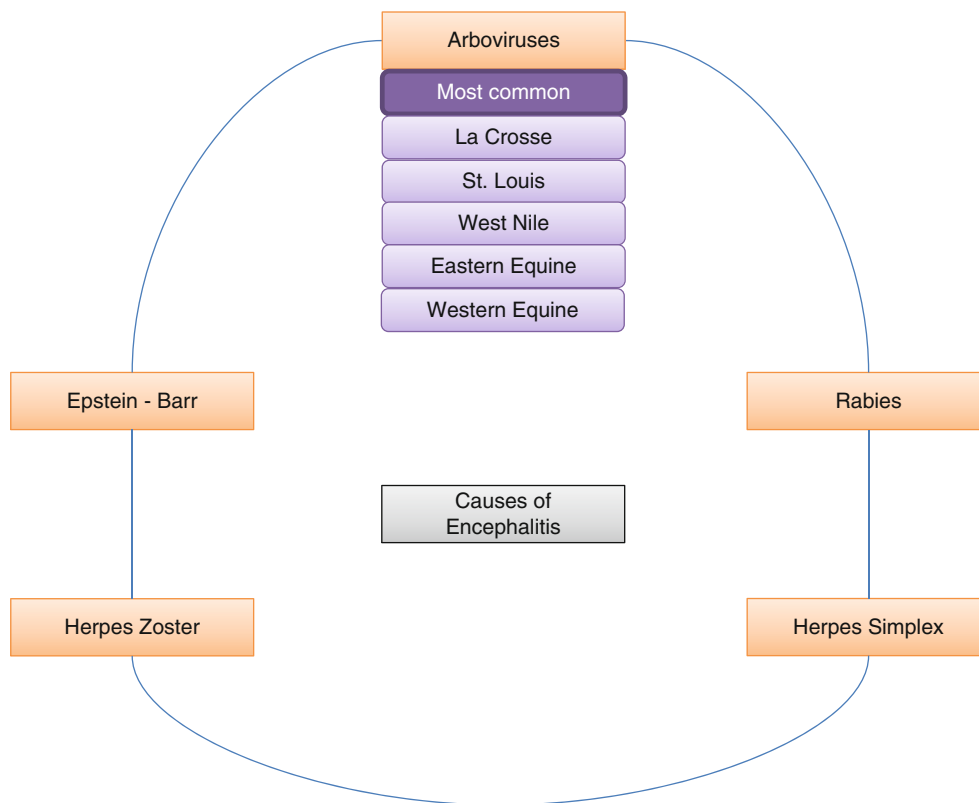 Arboviruses
Most common
La Crosse
St. Louis
West Nile
Eastern Equine
Western Equine
Epstein - Barr
Rabies
Causes of
Encephalitis
Herpes Zoster
Herpes Simplex